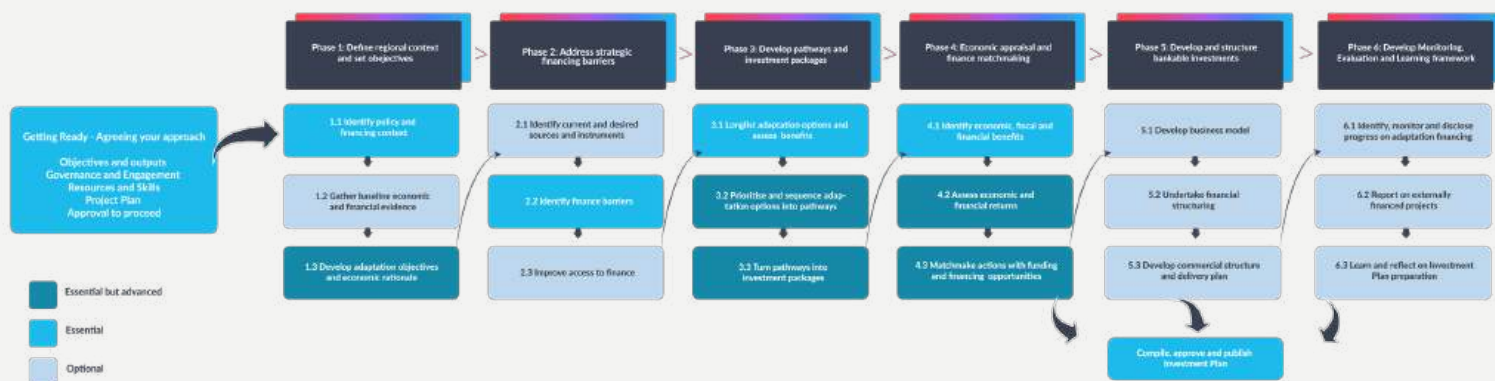 Phase 1: Define regional context
and set obejectives
Phase 2: Address strategic
financing barriers
Phase 3: Develop pathways and
investment packages
Phase 4: Economic appraisal and
finance matchmaking
Phase 5: Develop and structure
bankable investments
Phase 6: Develop Monitoring,
Evaluation and Learning framework
Getting Ready - Agreeing your approach
Objectives and outputs
Governance and Engagement
Resources and Skills
Project Plan
Approval to proceed
1.1 Identify policy and
financing context
1.2 Gather baseline economic
and financial evidence
1.3 Develop adaptation objectives
and economic rationale
2.1 Identify current and desired
sources and instruments
2.2 Identify finance barriers
2.3 Improve access to finance
3.1 Longlist adaptation options and
assess benefits
3.2 Prioritise and sequence adap-
tation options into pathways
3.3 Turn pathways into
investment packages
4.1 Identify economic, fiscal and
financial benefits
4.2 Assess economic and
financial returns
4.3 Matchmake actions with funding
and financing opportunities
5.1 Develop business model
5.2 Undertake financial
structuring
5.3 Develop commercial structure
and delivery plan
6.1 Identify, monitor and disclose
progress on adaptation financing
6.2 Report on externally
financed projects
6.3 Learn and reflect on Investment
Plan preparation
Compile, approve and publish
Investment Plan
Essential but advanced
Essential
Optional